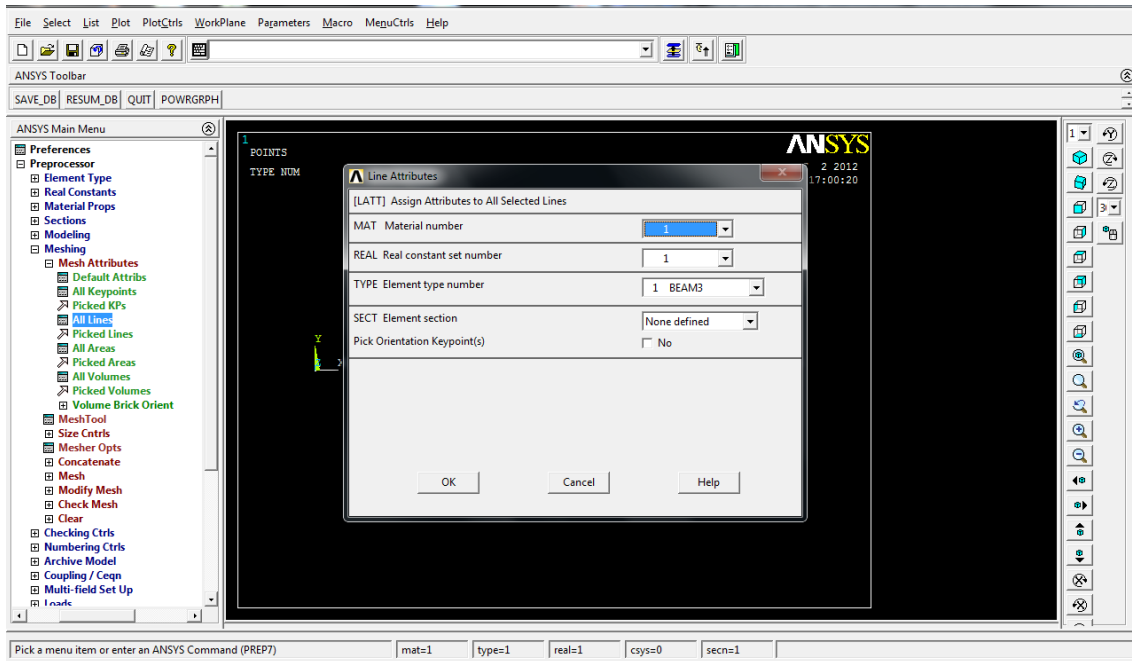 File Select List Plot PlotCtrls WorkPlane Parameters Macro MenuCtrls Help
ANSYS Toolbar
SAVE_DB RESUM_DB QUIT POWRGRPH
ANSYS Main Menu
Preferences
Preprocessor
Element Type
Real Constants
Material Props
Sections
Modeling
Meshing
Mesh Attributes
Default Attribs
All Keypoints
Picked KPs
All Lines
Picked Lines
All Areas
Picked Areas
All Volumes
Picked Volumes
Volume Brick Orient
MeshTool
Size Cntrls
Mesher Opts
Concatenate
Mesh
Modify Mesh
Check Mesh
Clear
Checking Ctrls
Numbering Ctrls
Archive Model
Coupling / Ceqn
Multi-field Set Up
Loads
1
POINTS
TYPE NUM
ANSYS
2 2012
17:00:20
Y
X
Line Attributes
[LATT] Assign Attributes to All Selected Lines
MAT Material number 1
REAL Real constant set number 1
TYPE Element type number 1 BEAM3
SECT Element section None defined
Pick Orientation Keypoint(s) No
OK Cancel Help
1
Pick a menu item or enter an ANSYS Command (PREP7) mat=1 type=1 real=1 csys=0 secn=1